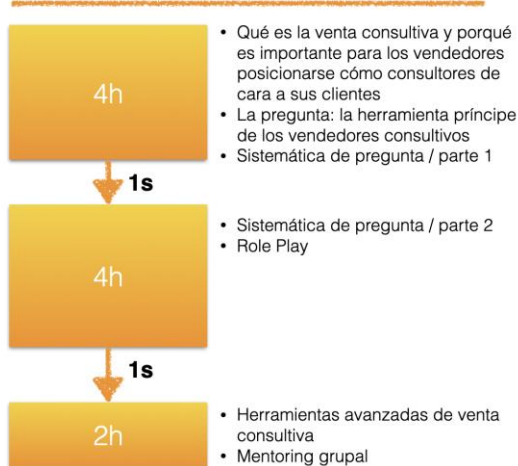 4h
• Qué es la venta consultiva y porqué
es importante para los vendedores
posicionarse cómo consultores de
cara a sus clientes
• La pregunta: la herramienta príncipe
de los vendedores consultivos
• Sistemática de pregunta / parte 1
1s
4h
• Sistemática de pregunta / parte 2
• Role Play
1s
2h
• Herramientas avanzadas de venta
consultiva
• Mentoring grupal